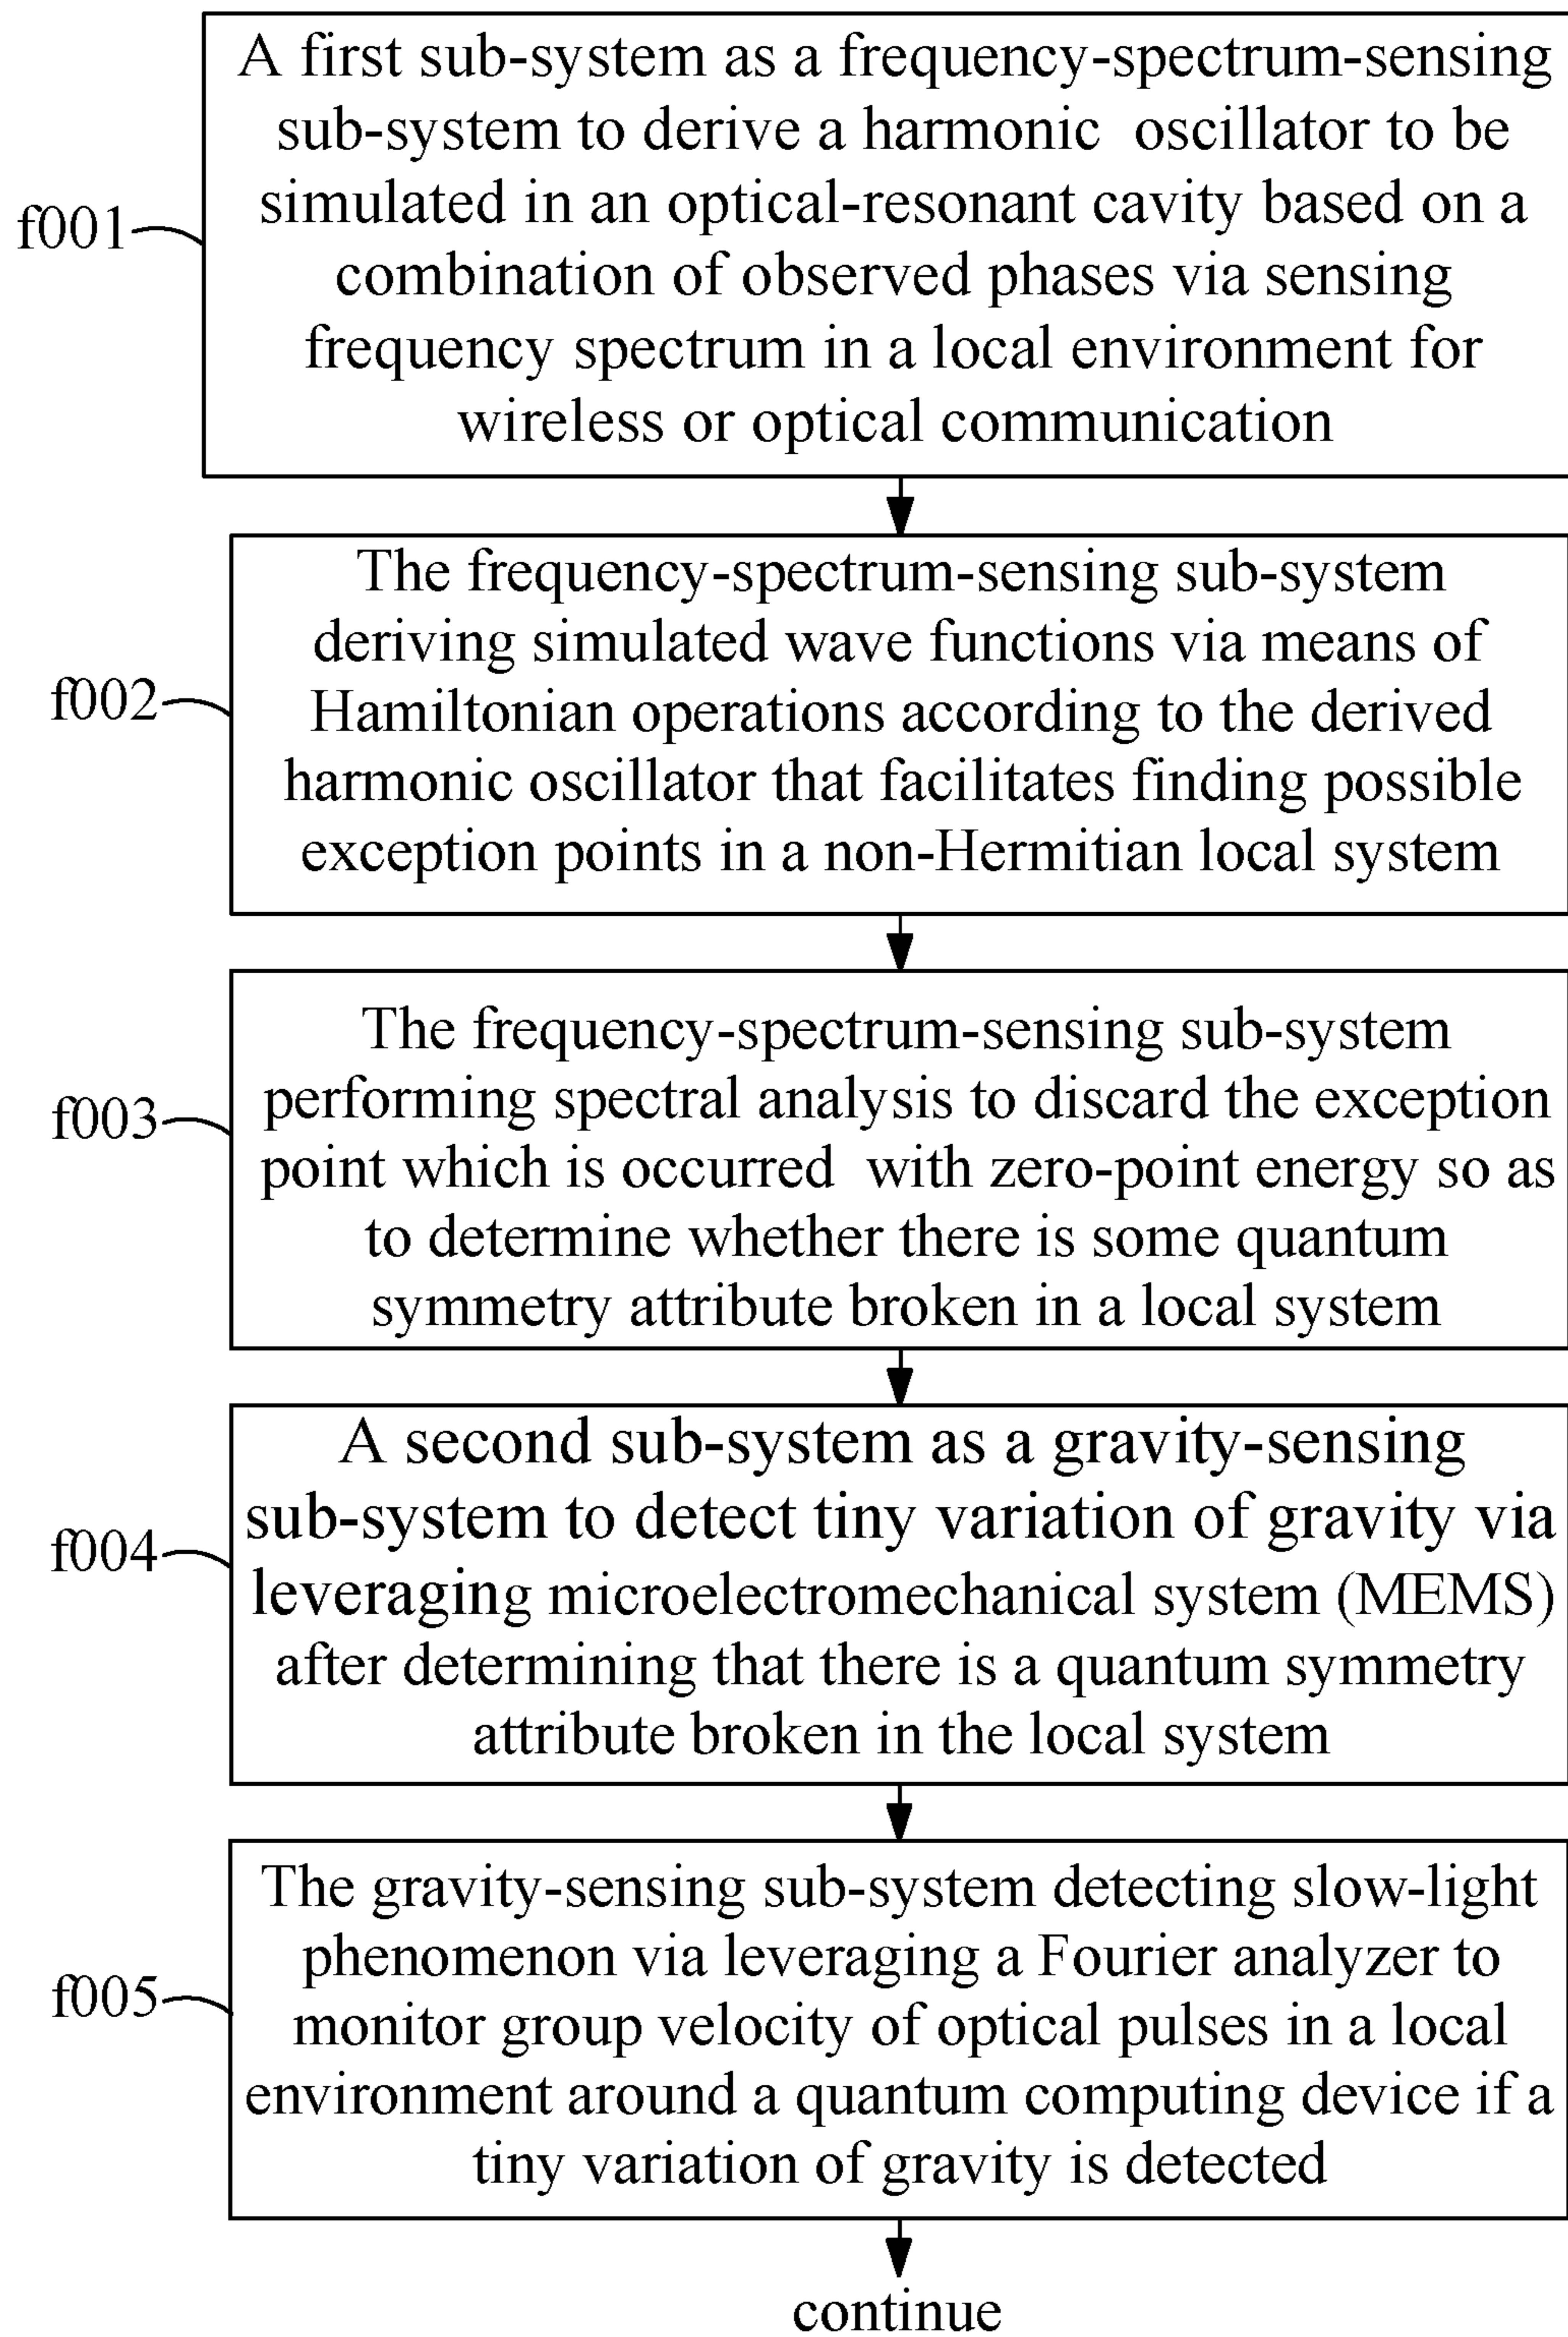 A first sub-system as a frequency-spectrum-sensing
sub-system to derive a harmonic oscillator to be
simulated in an optical-resonant cavity based on a
f001
combination of observed phases via sensing
frequency spectrum in a local environment for
wireless or optical communication
The frequency-spectrum-sensing sub-system
deriving simulated wave functions via means of
f002
Hamiltonian operations according to the derived
harmonic oscillator that facilitates finding possible
exception points in a non-Hermitian local system
The frequency-spectrum-sensing sub-system
performing spectral analysis to discard the exception
f003
point which is occurred with zero-point energy so as
to determine whether there is some quantum
symmetry attribute broken in a local system
A second sub-system as a gravity-sensing
sub-system to detect tiny variation of gravity via
f004
leveraging microelectromechanical system (MEMS)
after determining that there is a quantum symmetry
attribute broken in the local system
The gravity-sensing sub-system detecting slow-light
phenomenon via leveraging a Fourier analyzer to
f005
monitor group velocity of optical pulses in a local
environment around a quantum computing device if a
tiny variation of gravity is detected
continue